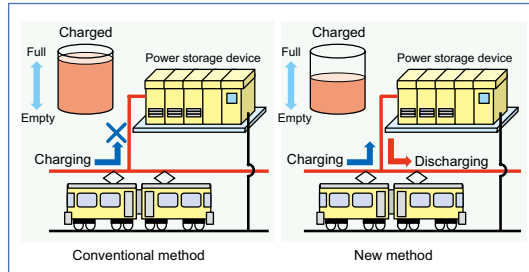 Charged
Full
Power storage device
Empty
Charging
Conventional method
Charged
Full
Power storage device
Empty
Charging
Discharging
New method